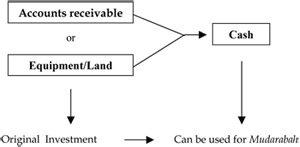 Accounts receivable
or
Cash
Equipment/Land
Original Investment
Can be used for Mudarabah